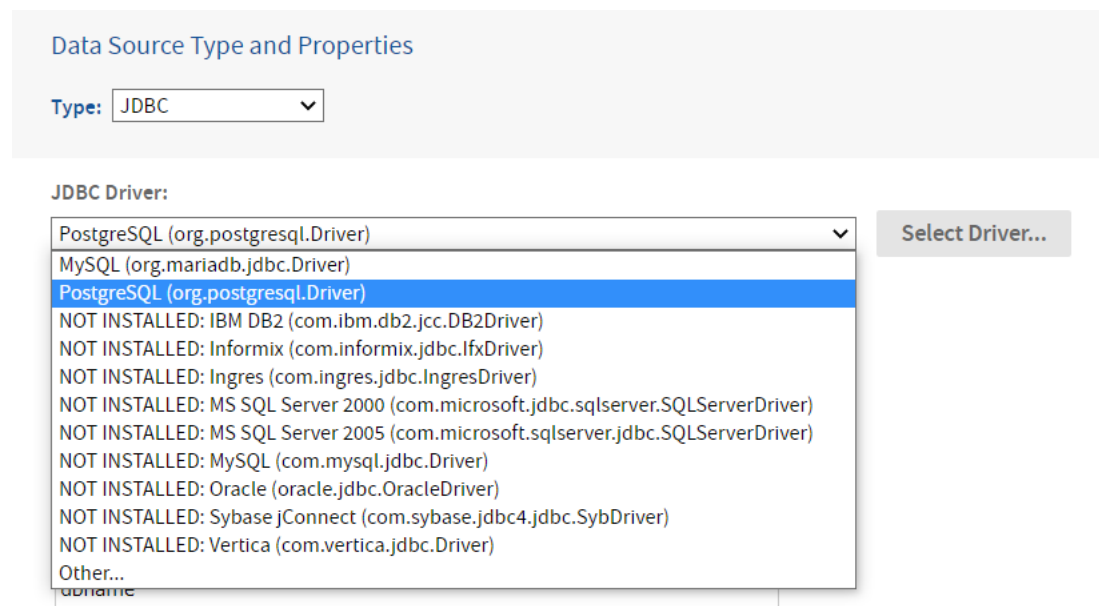 Data Source Type and Properties
Type: JDBC
JDBC Driver:
PostgreSQL (org.postgresql.Driver) Select Driver...
MySQL (org.mariadb.jdbc.Driver)
PostgreSQL (org.postgresql.Driver)
NOT INSTALLED: IBM DB2 (com.ibm.db2.jcc.DB2Driver)
NOT INSTALLED: Informix (com.informix.jdbc.IfxDriver)
NOT INSTALLED: Ingres (com.ingres.jdbc.IngresDriver)
NOT INSTALLED: MS SQL Server 2000 (com.microsoft.jdbc.sqlserver.SQLServerDriver)
NOT INSTALLED: MS SQL Server 2005 (com.microsoft.sqlserver.jdbc.SQLServerDriver)
NOT INSTALLED: MySQL (com.mysql.jdbc.Driver)
NOT INSTALLED: Oracle (oracle.jdbc.OracleDriver)
NOT INSTALLED: Sybase jConnect (com.sybase.jdbc4.jdbc.SybDriver)
NOT INSTALLED: Vertica (com.vertica.jdbc.Driver)
Other...
dbname